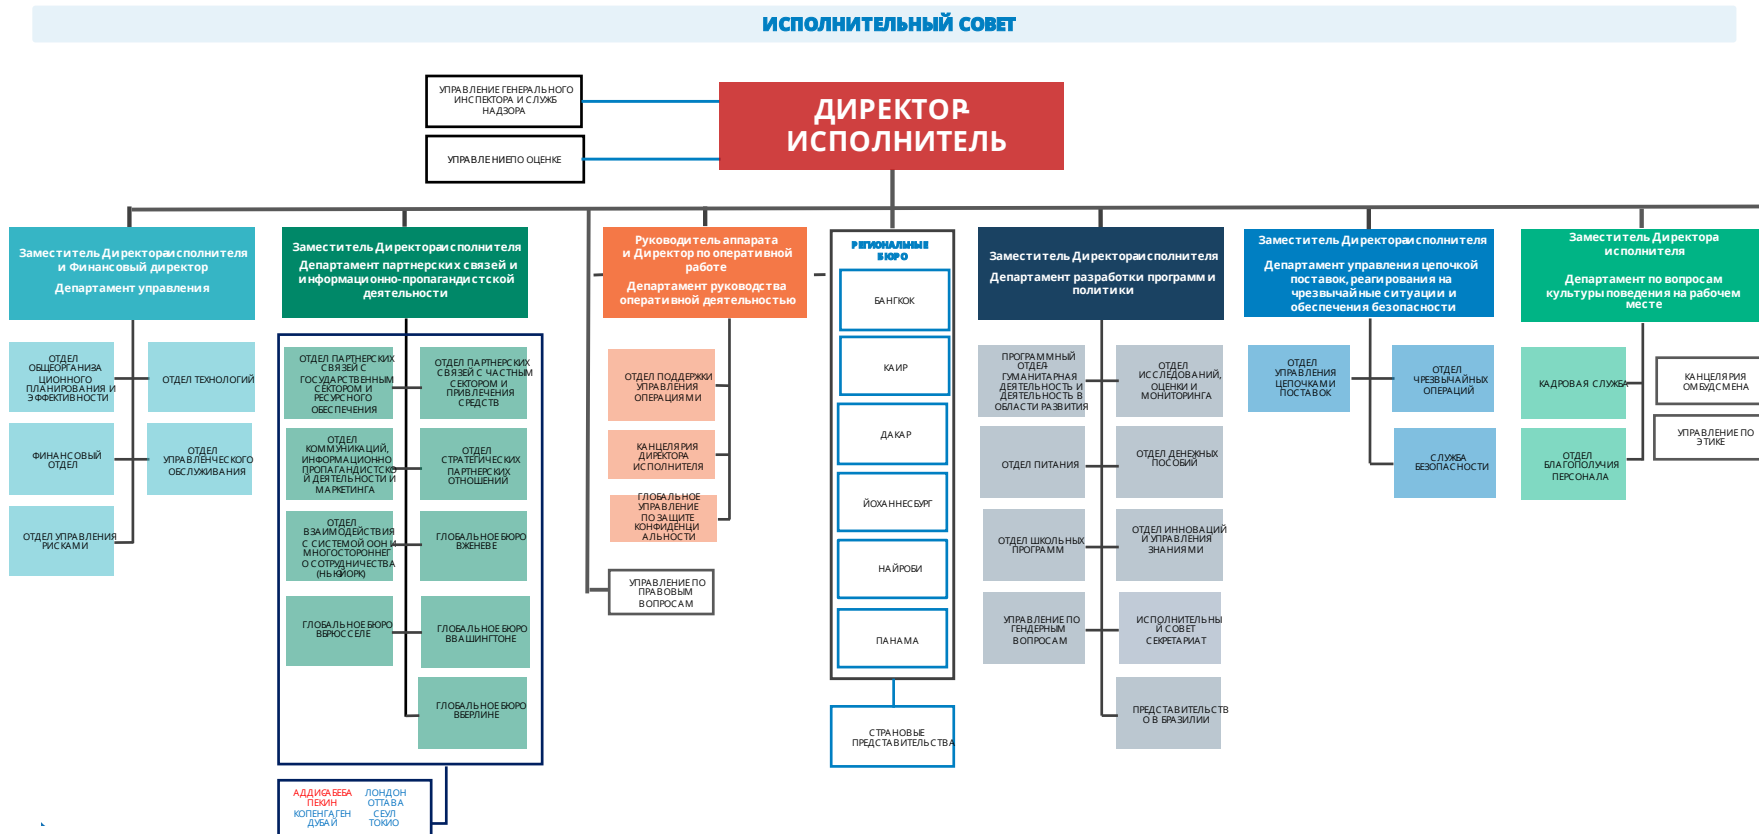 ИСПОЛНИТЕЛЬНЫЙ СОВЕТ
УПРАВЛЕНИЕ ГЕНЕРАЛЬНОГО
ИНСПЕКТОРА И СЛУЖБ
НАДЗОРА
УПРАВЛЕНИЕ ПО ОЦЕНКЕ
ДИРЕКТОР-
ИСПОЛНИТЕЛЬ
Заместитель Директора-исполнителя
и Финансовый директор
Департамент управления
ОТДЕЛ
ОБЩЕОРГАНИЗА
ЦИОННОГО
ПЛАНИРОВАНИЯ И
ЭФФЕКТИВНОСТИ
ОТДЕЛ ТЕХНОЛОГИЙ
ФИНАНСОВЫЙ
ОТДЕЛ
ОТДЕЛ
УПРАВЛЕНЧЕСКОГО
ОБСЛУЖИВАНИЯ
ОТДЕЛ УПРАВЛЕНИЯ
РИСКАМИ
Заместитель Директора-исполнителя
Департамент партнерских связей и
информационно-пропагандистской
деятельности
ОТДЕЛ ПАРТНЕРСКИХ
СВЯЗЕЙ С
ГОСУДАРСТВЕННЫМ
СЕКТОРОМ И
РЕСУРСНОГО
ОБЕСПЕЧЕНИЯ
ОТДЕЛ ПАРТНЕРСКИХ
СВЯЗЕЙ С ЧАСТНЫМ
СЕКТОРОМ И
ПРИВЛЕЧЕНИЯ
СРЕДСТВ
ОТДЕЛ
КОММУНИКАЦИЙ,
ИНФОРМАЦИОННО
ПРОПАГАНДИСТСКО
Й ДЕЯТЕЛЬНОСТИ И
МАРКЕТИНГА
ОТДЕЛ
СТРАТЕГИЧЕСКИХ
ПАРТНЕРСКИХ
ОТНОШЕНИЙ
ОТДЕЛ
ВЗАИМОДЕЙСТВИЯ
С СИСТЕМОЙ ООН И
МНОГОСТОРОННЕГ
О СОТРУДНИЧЕСТВА
(НЬЮ-ЙОРК)
ГЛОБАЛЬНОЕ БЮРО
В ЖЕНЕВЕ
ГЛОБАЛЬНОЕ БЮРО
В БРЮССЕЛЕ
ГЛОБАЛЬНОЕ БЮРО
В ВАШИНГТОНЕ
ГЛОБАЛЬНОЕ БЮРО
В БЕРЛИНЕ
АДДИС-АБЕБА
ПЕКИН
КОПЕНГАГЕН
ДУБАЙ
ЛОНДОН
ОТТАВА
СЕУЛ
ТОКИО
Руководитель аппарата
и Директор по оперативной
работе
Департамент руководства
оперативной деятельностью
ОТДЕЛ ПОДДЕРЖКИ
УПРАВЛЕНИЯ
ОПЕРАЦИЯМИ
КАНЦЕЛЯРИЯ
ДИРЕКТОРА
ИСПОЛНИТЕЛЯ
ГЛОБАЛЬНОЕ
УПРАВЛЕНИЕ
ПО ЗАЩИТЕ
КОНФИДЕНЦИ
АЛЬНОСТИ
УПРАВЛЕНИЕ ПО
ПРАВОВЫМ
ВОПРОСАМ
РЕГИОНАЛЬНЫЕ
БЮРО
БАНГКОК
КАИР
ДАКАР
ЙОХАННЕСБУРГ
НАЙРОБИ
ПАНАМА
СТРАНОВЫЕ
ПРЕДСТАВИТЕЛЬСТВА
Заместитель Директора-исполнителя
Департамент разработки программ и
политики
ПРОГРАММНЫЙ
ОТДЕЛ-
ГУМАНИТАРНАЯ
ДЕЯТЕЛЬНОСТЬ И
ДЕЯТЕЛЬНОСТЬ В
ОБЛАСТИ РАЗВИТИЯ
ОТДЕЛ
ИССЛЕДОВАНИЙ,
ОЦЕНКИ И
МОНИТОРИНГА
ОТДЕЛ ПИТАНИЯ
ОТДЕЛ ДЕНЕЖНЫХ
ПОСОБИЙ
ОТДЕЛ ШКОЛЬНЫХ
ПРОГРАММ
ОТДЕЛ ИННОВАЦИЙ
И УПРАВЛЕНИЯ
ЗНАНИЯМИ
УПРАВЛЕНИЕ ПО
ГЕНДЕРНЫМ
ВОПРОСАМ
ИСПОЛНИТЕЛЬНЫ
Й СОВЕТ
СЕКРЕТАРИАТ
ПРЕДСТАВИТЕЛЬСТВ
О В БРАЗИЛИИ
Заместитель Директора-исполнителя
Департамент управления цепочкой
поставок, реагирования на
чрезвычайные ситуации и
обеспечения безопасности
ОТДЕЛ
УПРАВЛЕНИЯ
ЦЕПОЧКАМИ
ПОСТАВОК
ОТДЕЛ
ЧРЕЗВЫЧАЙНЫХ
ОПЕРАЦИЙ
СЛУЖБА
БЕЗОПАСНОСТИ
Заместитель Директора
исполнителя
Департамент по вопросам
культуры поведения на рабочем
месте
КАДРОВАЯ СЛУЖБА
КАНЦЕЛЯРИЯ
ОМБУДСМЕНА
УПРАВЛЕНИЕ ПО
ЭТИКЕ
ОТДЕЛ
БЛАГОПОЛУЧИЯ
ПЕРСОНАЛА